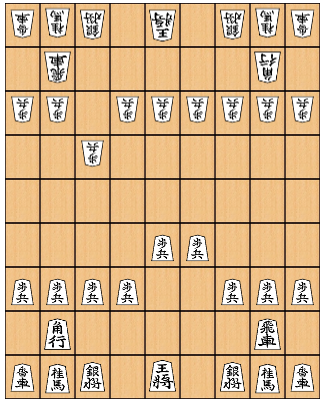 香車 桂馬 銀将 王将 銀将 桂馬 香車
飛車 角行
歩兵 歩兵 歩兵 歩兵 歩兵 歩兵 歩兵 歩兵
歩兵
歩兵 歩兵
歩兵 歩兵 歩兵 歩兵 歩兵 歩兵 歩兵
角行 飛車
香車 桂馬 銀将 王将 銀将 桂馬 香車